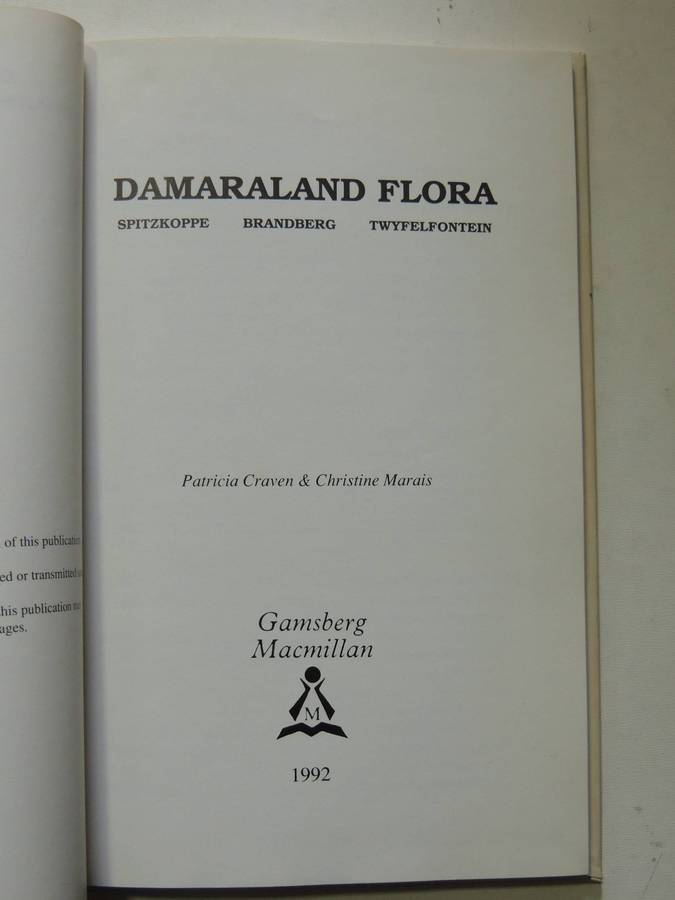 of this publication
ed or transmitted
this publication
ages.
DAMARALAND FLORA
SPITZKOPPE BRANDBERG TWYFELFONTEIN
Patricia Craven & Christine Marais
Gamsberg
Macmillan
M
1992